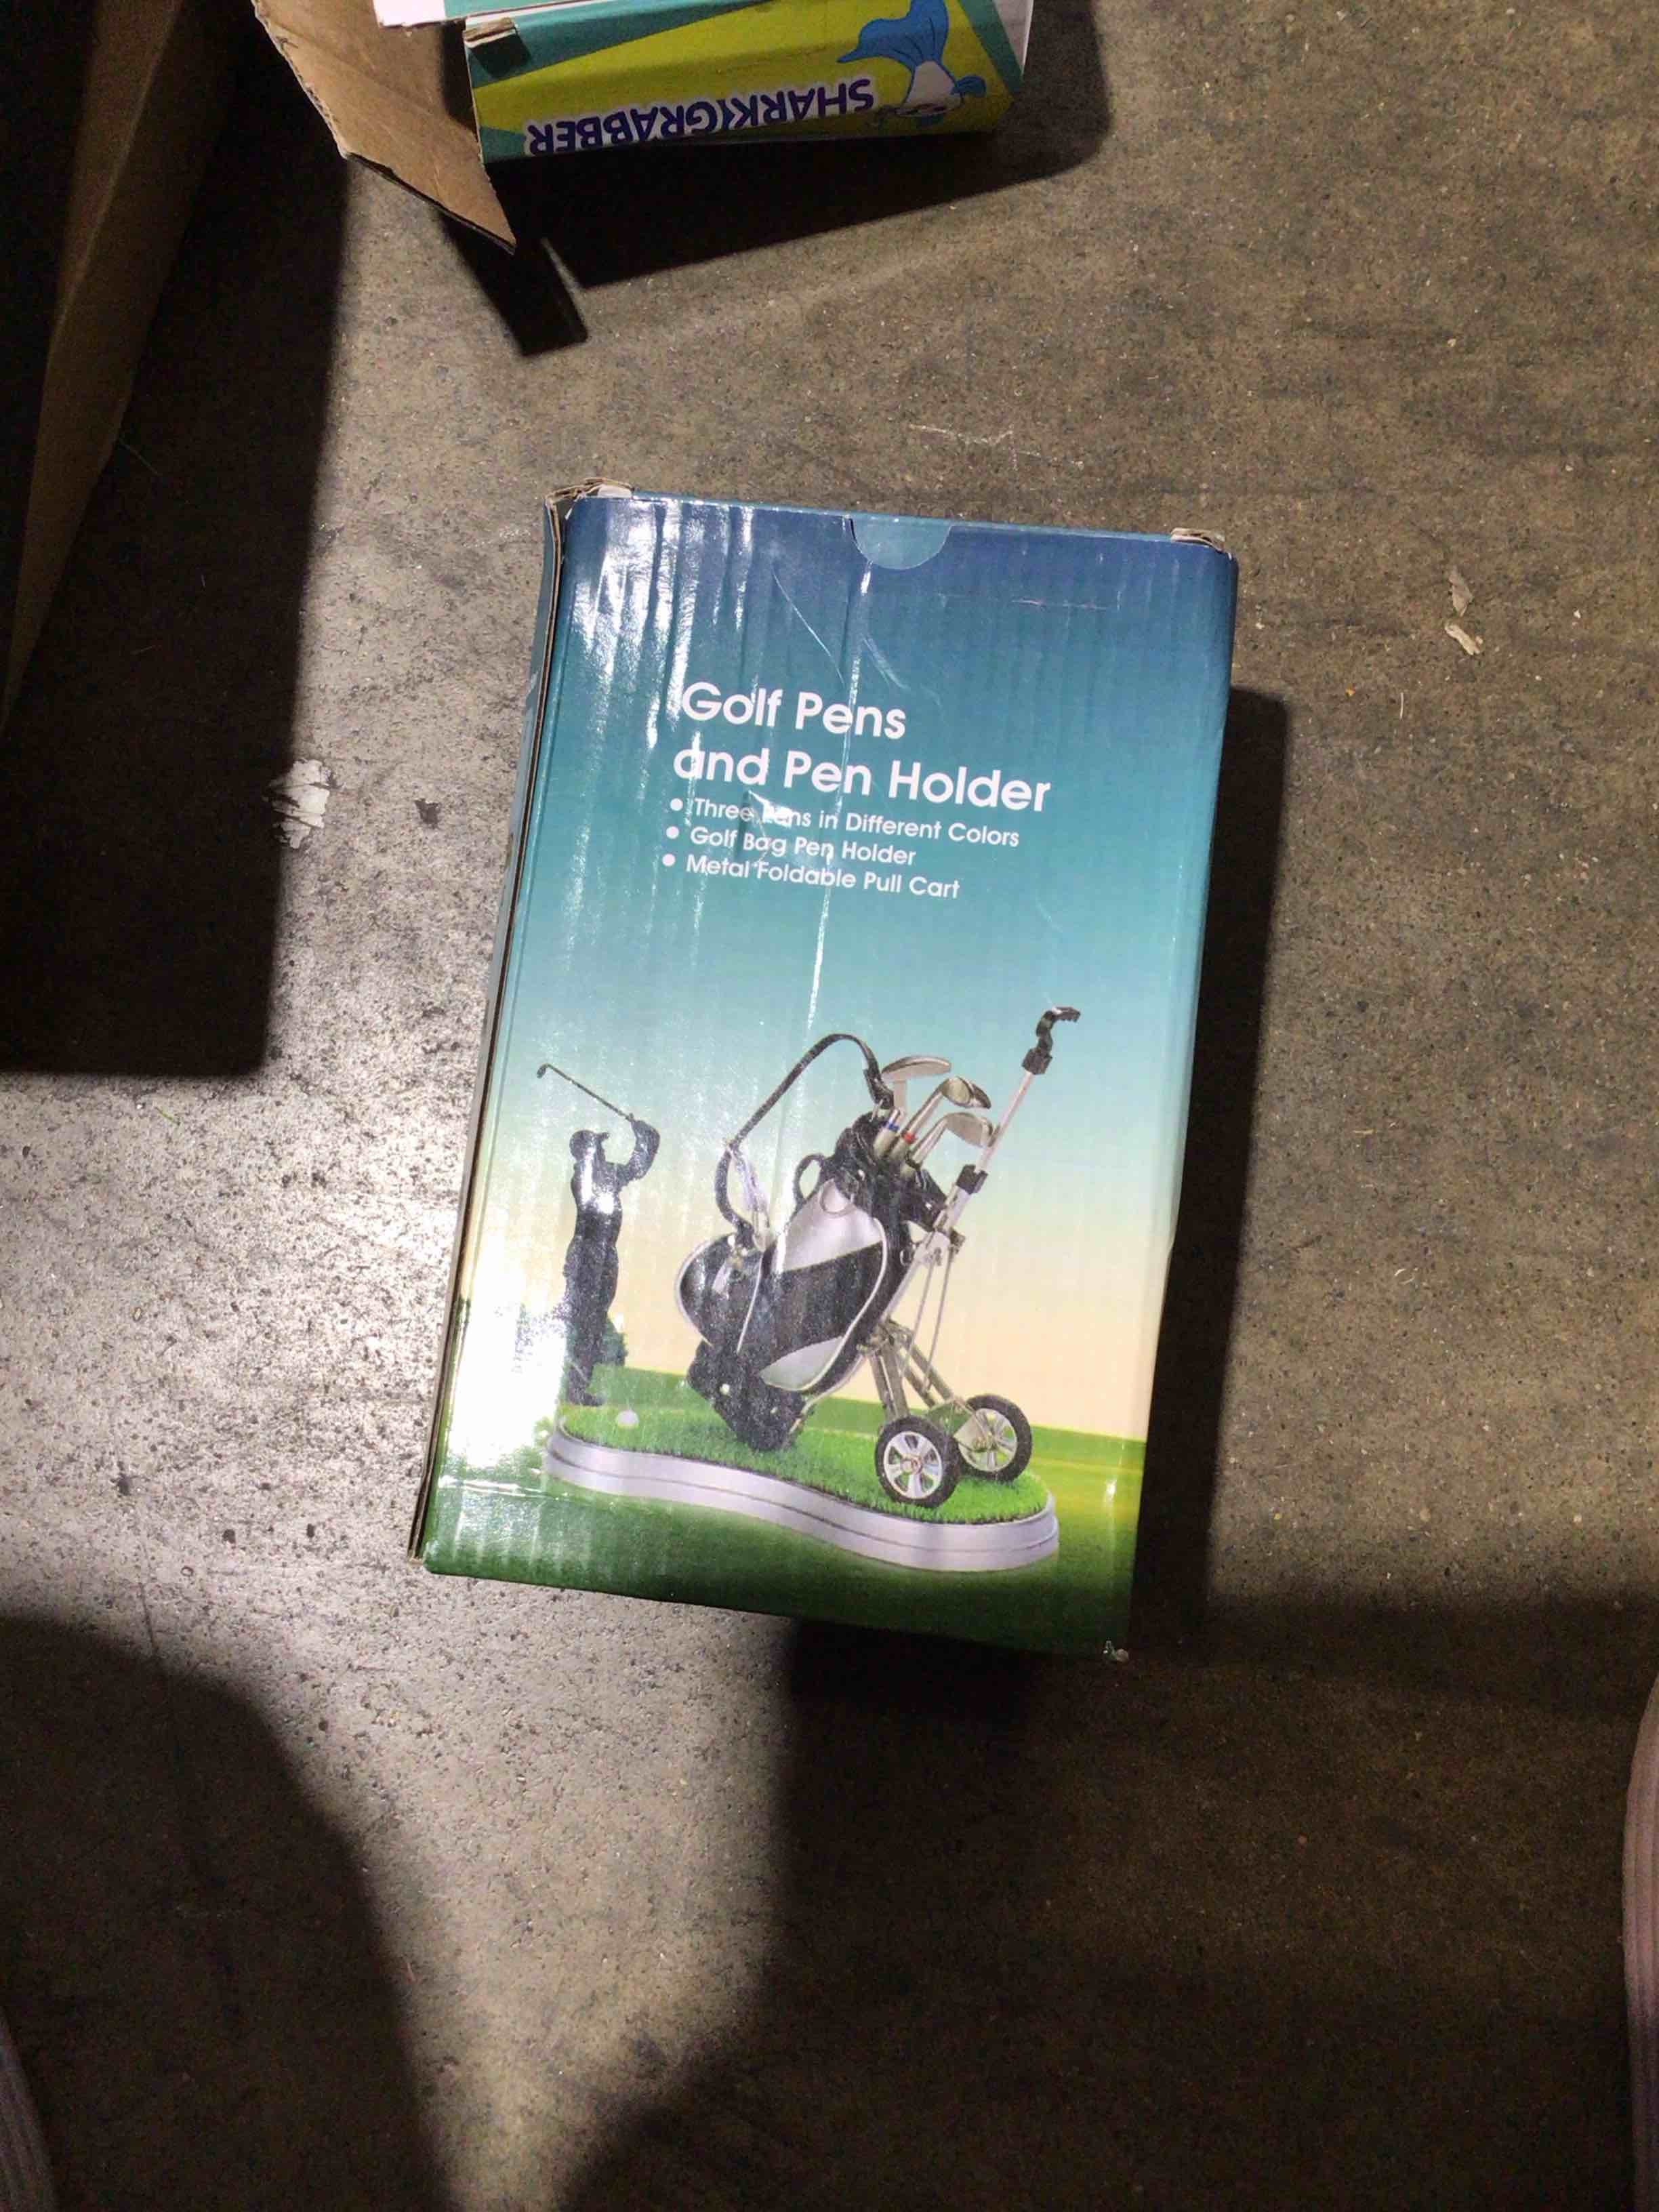 SHARK GRABBER
Golf Pens
and Pen Holder
• Three Pens in Different Colors
• Golf Bag Pen Holder
• Metal Foldable Pull Cart